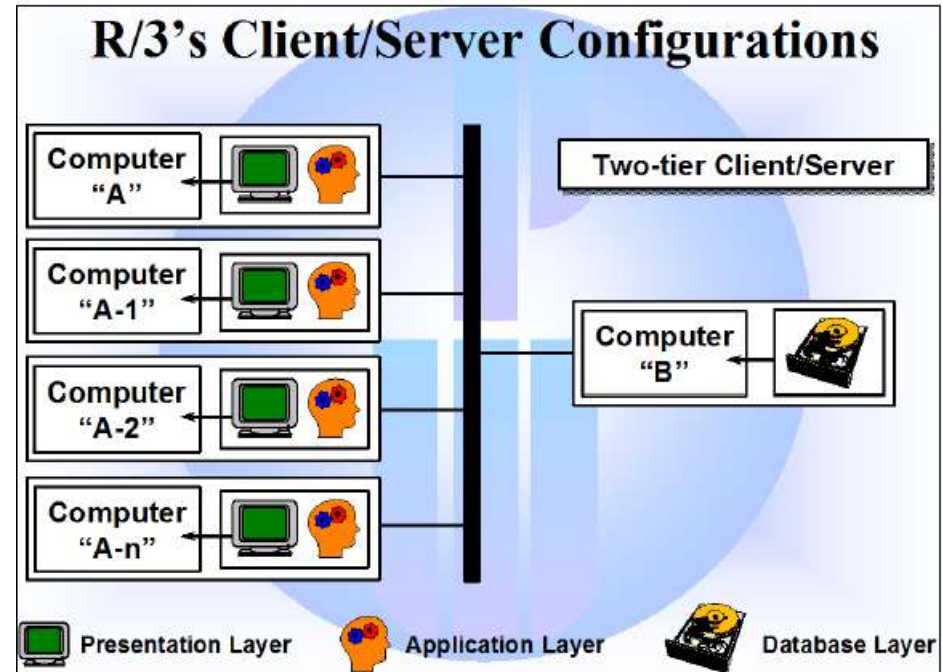 R/3's Client/Server Configurations
Computer
"A"
Two-tier Client/Server
Computer
"A-1"
Computer
"B"
Computer
"A-2"
Computer
"A-n"
Presentation Layer
Application Layer
Database Layer